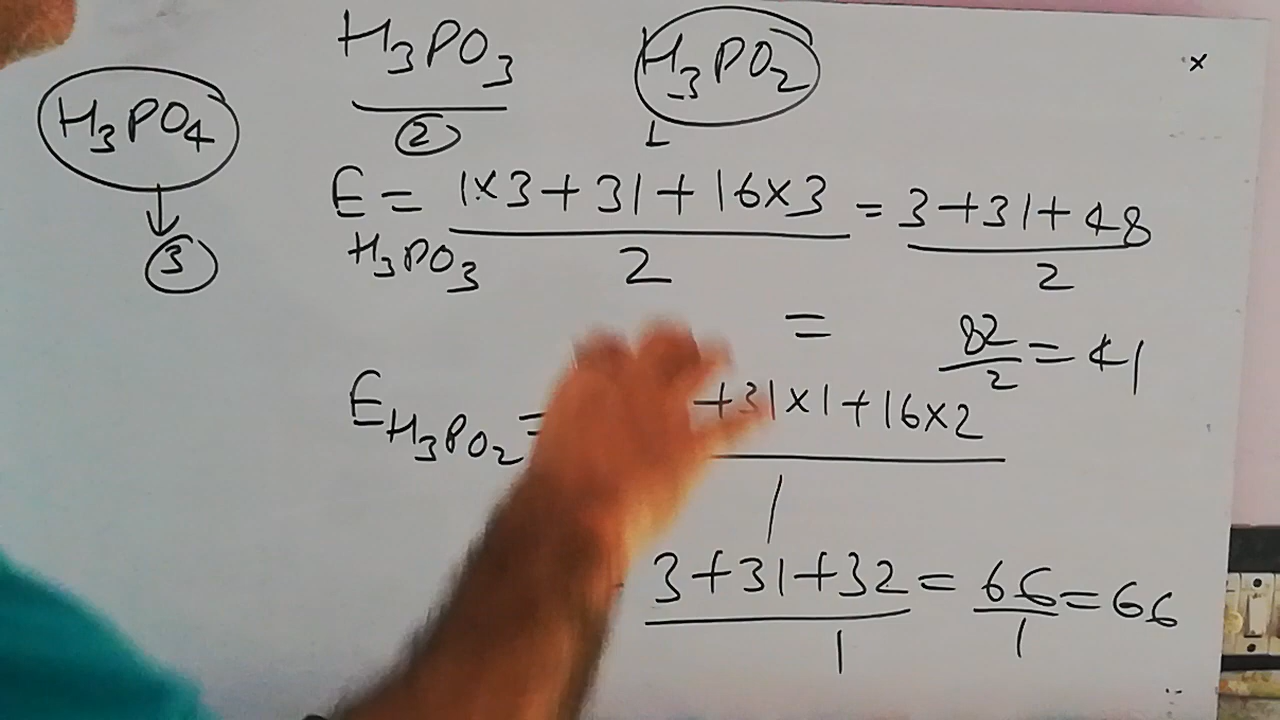 H₃PO₃ H₃PO₂ x
H₃PO₄ 2 1
3
E = 1×3+31+16×3 / 2 = 3+31+48 / 2
H₃PO₃
= 82/2 = 41
E H₃PO₂ = +31×1+16×2 / 1
3+31+32 / 1 = 66/1 = 66